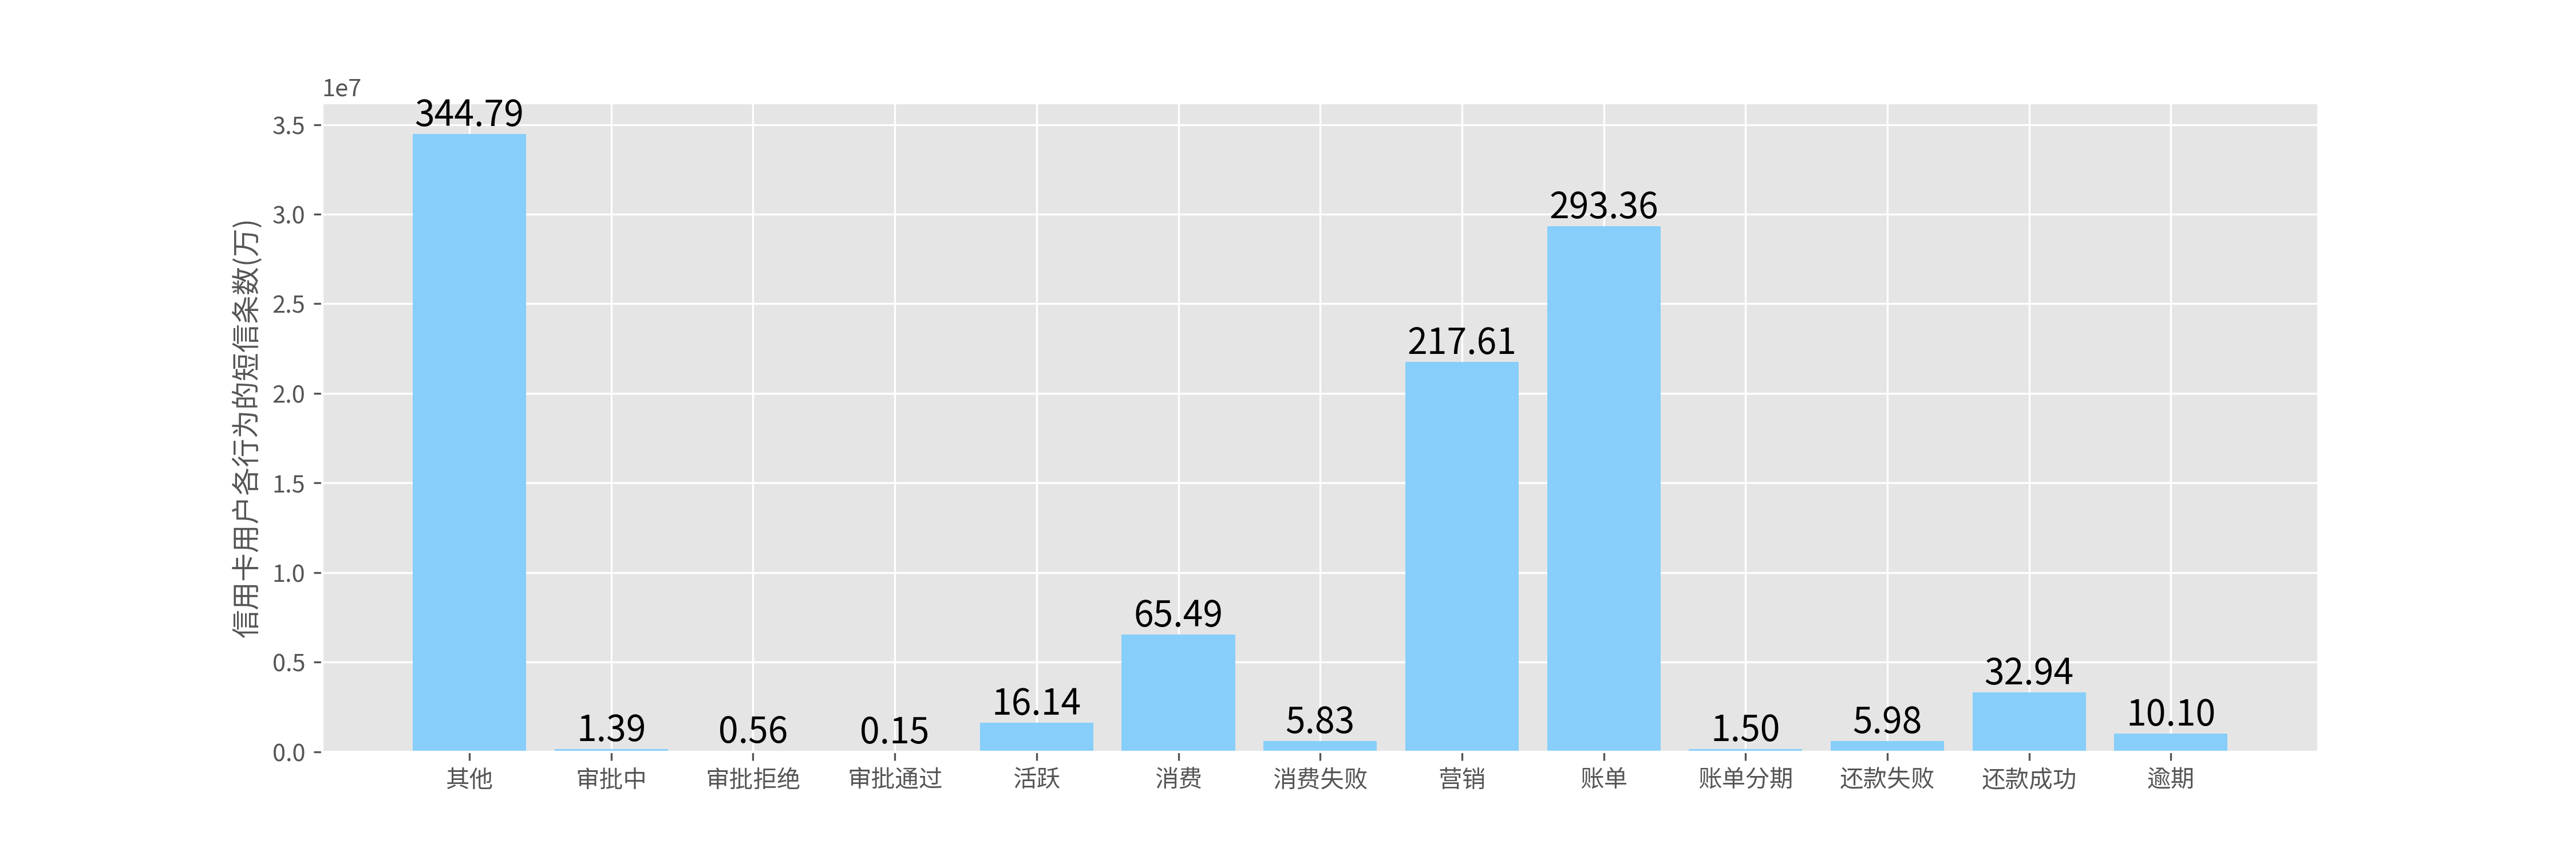 1e7
3.5
3.0
2.5
2.0
1.5
1.0
0.5
0.0
信用卡用户各行为的短信条数(万)
344.79
1.39
0.56
0.15
16.14
65.49
5.83
217.61
293.36
1.50
5.98
32.94
10.10
其他
审批中
审批拒绝
审批通过
活跃
消费
消费失败
营销
账单
账单分期
还款失败
还款成功
逾期